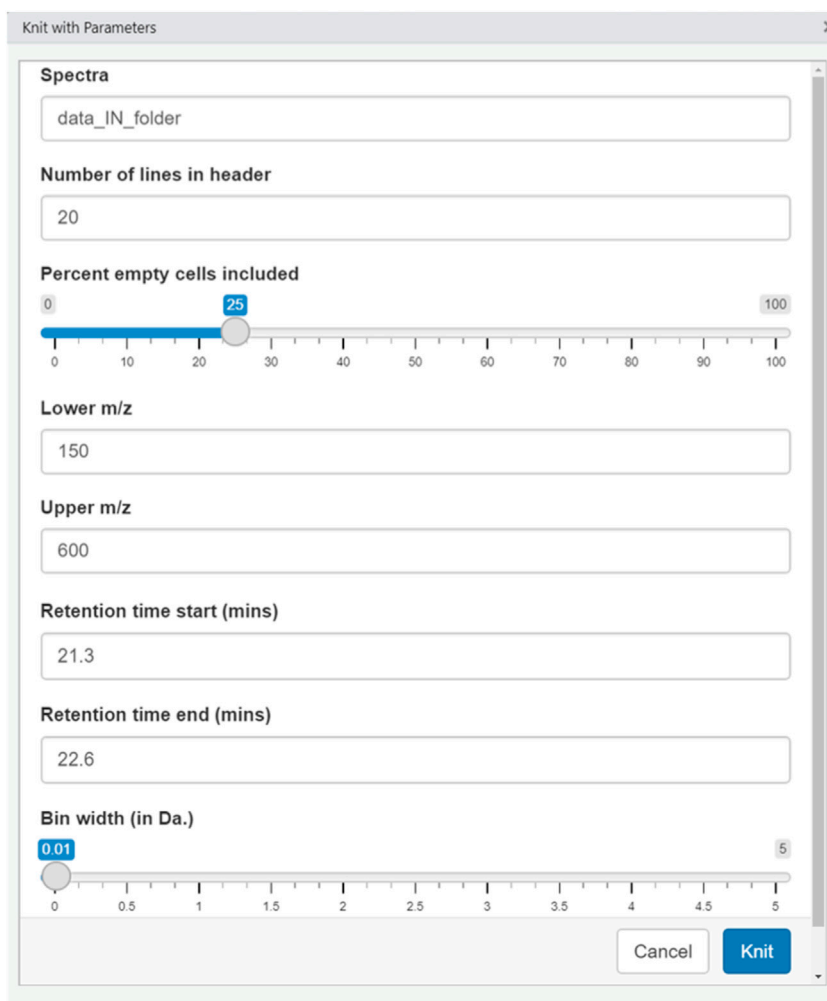 Knit with Parameters
Spectra
data_IN_folder
Number of lines in header
20
Percent empty cells included
0 25 100
0 10 20 30 40 50 60 70 80 90 100
Lower m/z
150
Upper m/z
600
Retention time start (mins)
21.3
Retention time end (mins)
22.6
Bin width (in Da.)
0.01 5
0 0.5 1 1.5 2 2.5 3 3.5 4 4.5 5
Cancel Knit